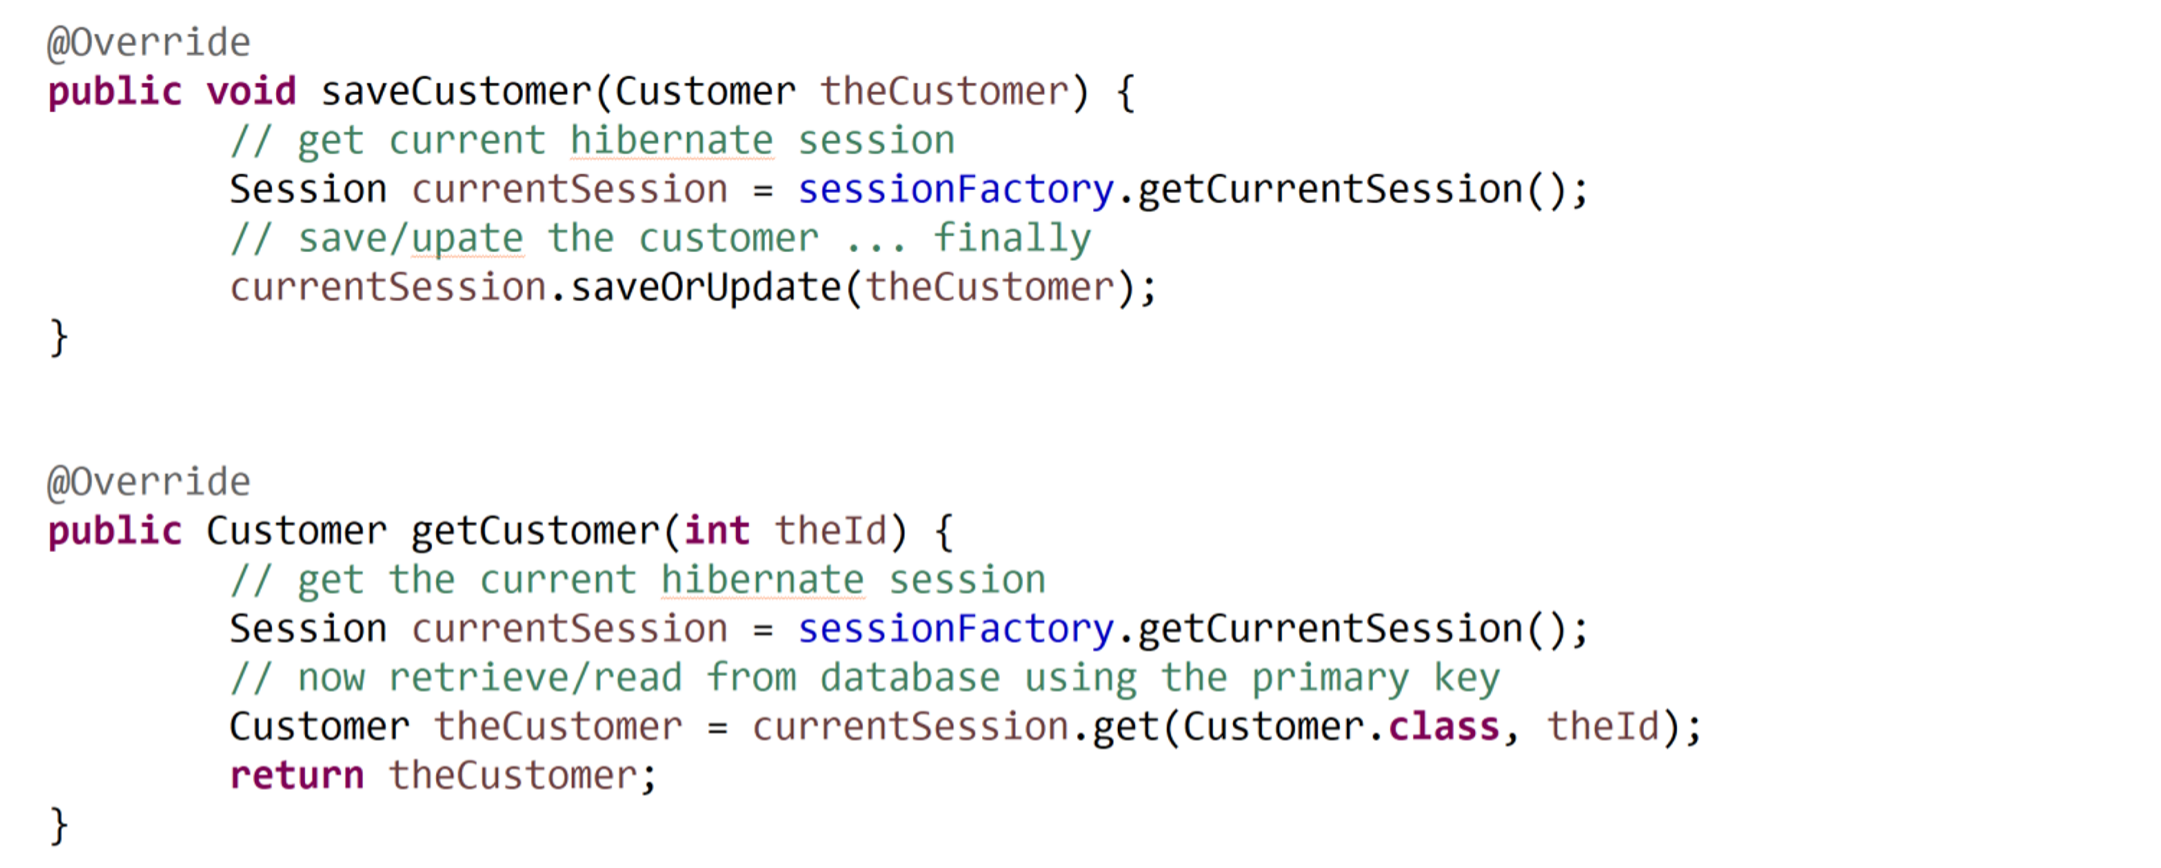 @Override
public void saveCustomer(Customer theCustomer) {
// get current hibernate session
Session currentSession = sessionFactory.getCurrentSession();
// save/upate the customer ... finally
currentSession.saveOrUpdate(theCustomer);
}
@Override
public Customer getCustomer(int theId) {
// get the current hibernate session
Session currentSession = sessionFactory.getCurrentSession();
// now retrieve/read from database using the primary key
Customer theCustomer = currentSession.get(Customer.class, theId);
return theCustomer;
}